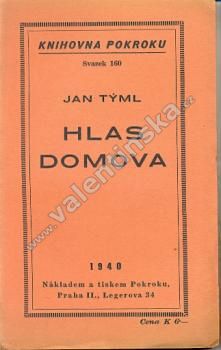 KNIHOVNA POKROKU
Svazek 160
JAN TÝML
HLAS
DOMOVA
www.valentinska.cz
1940
Nákladem a tiskem Pokroku,
Praha II., Legerova 34
Cena K 6·—